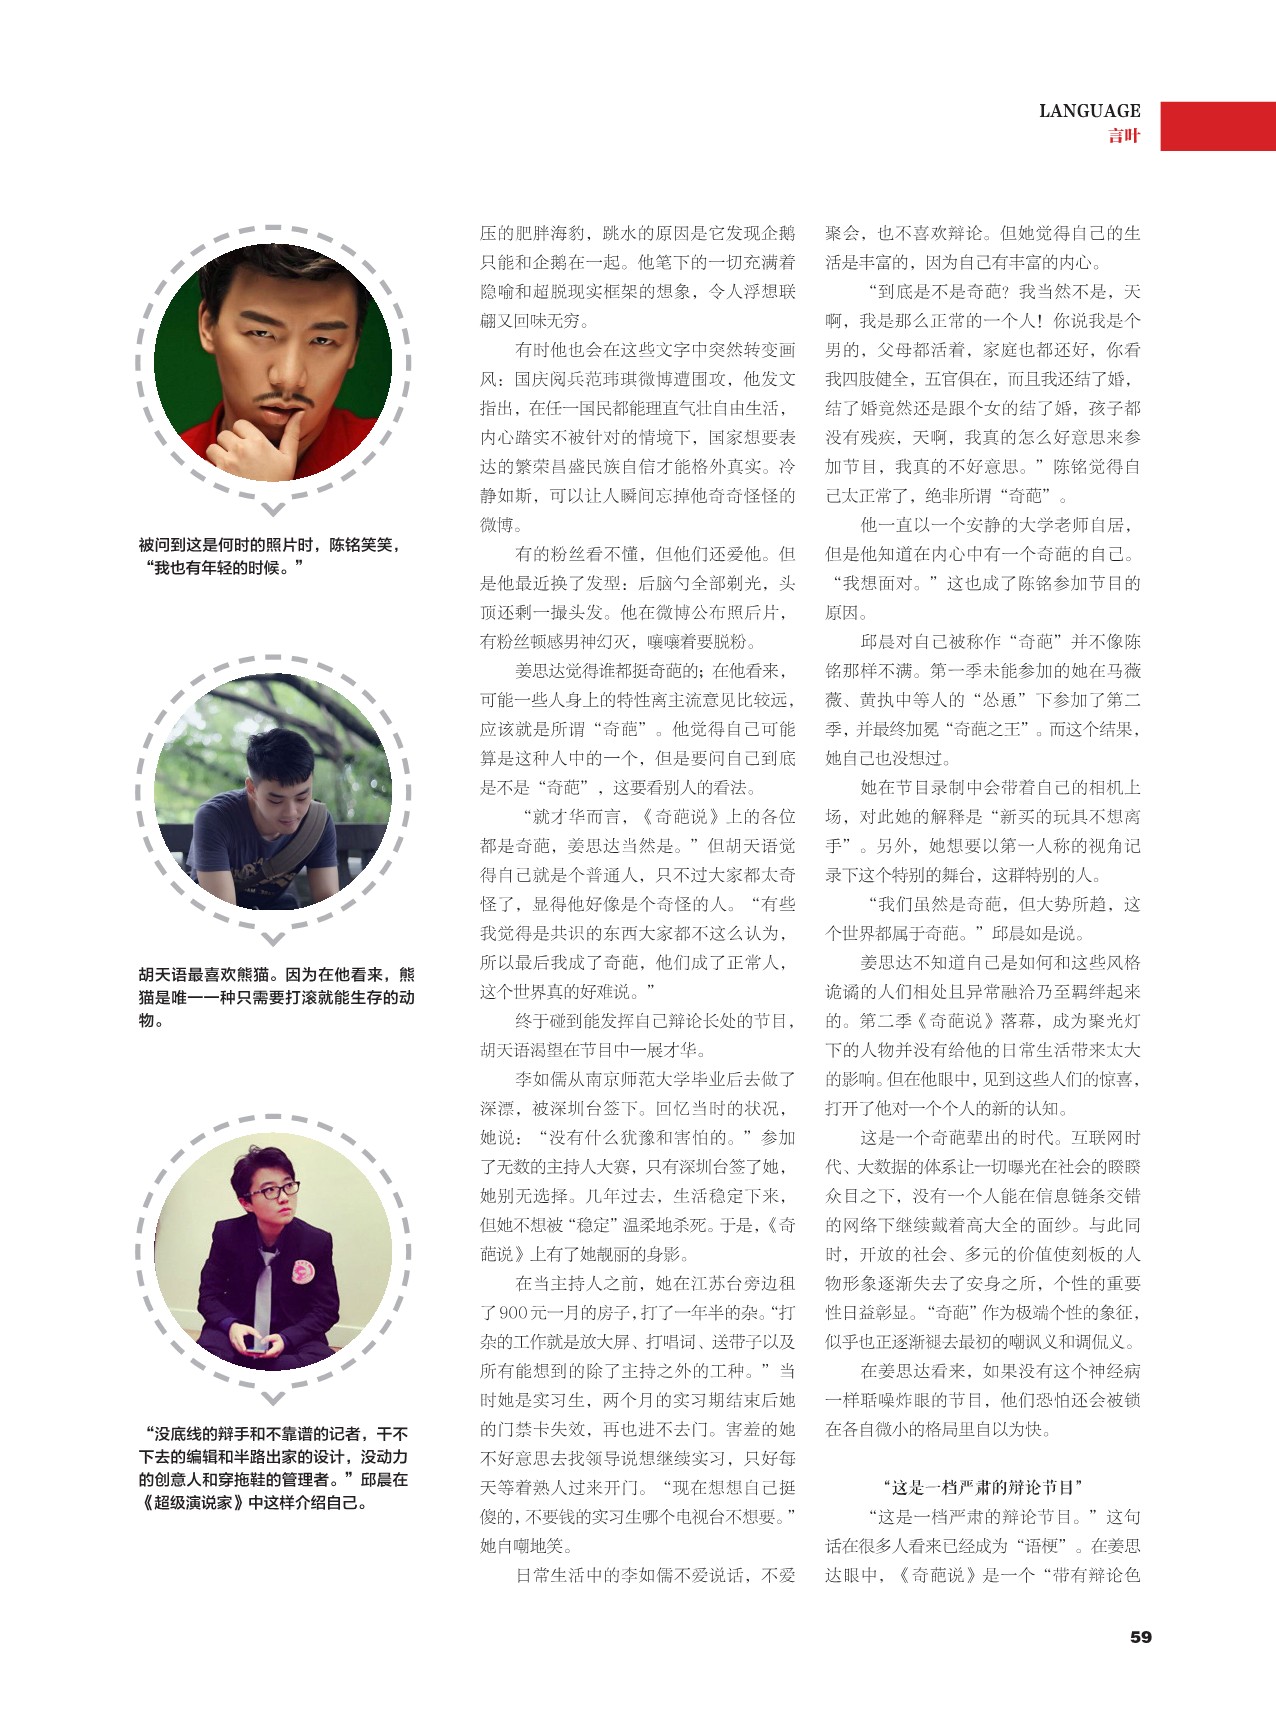 LANGUAGE
言叶
被问到这是何时的照片时，陈铭笑笑，
“我也有年轻的时候。”
胡天语最喜欢熊猫。因为在他看来，熊
猫是唯一一种只需要打滚就能生存的动
物。
“没底线的辩手和不靠谱的记者，干不
下去的编辑和半路出家的设计，没动力
的创意人和穿拖鞋的管理者。”邱晨在
《超级演说家》中这样介绍自己。
压的肥胖海豹，跳水的原因是它发现企鹅
只能和企鹅在一起。他笔下的一切充满着
隐喻和超脱现实框架的想象，令人浮想联
翩又回味无穷。
有时他也会在这些文字中突然转变画
风：国庆阅兵范玮琪微博遭围攻，他发文
指出，在任一国民都能理直气壮自由生活，
内心踏实不被针对的情境下，国家想要表
达的繁荣昌盛民族自信才能格外真实。冷
静如斯，可以让人瞬间忘掉他奇奇怪怪的
微博。
有的粉丝看不懂，但他们还爱他。但
是他最近换了发型：后脑勺全部剃光，头
顶还剩一撮头发。他在微博公布照后片，
有粉丝顿感男神幻灭，嚷嚷着要脱粉。
姜思达觉得谁都挺奇葩的；在他看来，
可能一些人身上的特性离主流意见比较远，
应该就是所谓“奇葩”。他觉得自己可能
算是这种人中的一个，但是要问自己到底
是不是“奇葩”，这要看别人的看法。
“就才华而言，《奇葩说》上的各位
都是奇葩，姜思达当然是。”但胡天语觉
得自己就是个普通人，只不过大家都太奇
怪了，显得他好像是个奇怪的人。“有些
我觉得是共识的东西大家都不这么认为，
所以最后我成了奇葩，他们成了正常人，
这个世界真的好难说。”
终于碰到能发挥自己辩论长处的节目，
胡天语渴望在节目中一展才华。
李如儒从南京师范大学毕业后去做了
深漂，被深圳台签下。回忆当时的状况，
她说：“没有什么犹豫和害怕的。”参加
了无数的主持人大赛，只有深圳台签了她，
她别无选择。几年过去，生活稳定下来，
但她不想被“稳定”温柔地杀死。于是，《奇
葩说》上有了她靓丽的身影。
在当主持人之前，她在江苏台旁边租
了900元一月的房子，打了一年半的杂。“打
杂的工作就是放大屏、打唱词、送带子以及
所有能想到的除了主持之外的工种。”当
时她是实习生，两个月的实习期结束后她
的门禁卡失效，再也进不去门。害羞的她
不好意思去找领导说想继续实习，只好每
天等着熟人过来开门。“现在想想自己挺
傻的，不要钱的实习生哪个电视台不想要。”
她自嘲地笑。
日常生活中的李如儒不爱说话，不爱
聚会，也不喜欢辩论。但她觉得自己的生
活是丰富的，因为自己有丰富的内心。
“到底是不是奇葩？我当然不是，天
啊，我是那么正常的一个人！你说我是个
男的，父母都活着，家庭也都还好，你看
我四肢健全，五官俱在，而且我还结了婚，
结了婚竟然还是跟个女的结了婚，孩子都
没有残疾，天啊，我真的怎么好意思来参
加节目，我真的不好意思。”陈铭觉得自
己太正常了，绝非所谓“奇葩”。
他一直以一个安静的大学老师自居，
但是他知道在内心中有一个奇葩的自己。
“我想面对。”这也成了陈铭参加节目的
原因。
邱晨对自己被称作“奇葩”并不像陈
铭那样不满。第一季未能参加的她在马薇
薇、黄执中等人的“怂恿”下参加了第二
季，并最终加冕“奇葩之王”。而这个结果，
她自己也没想过。
她在节目录制中会带着自己的相机上
场，对此她的解释是“新买的玩具不想离
手”。另外，她想要以第一人称的视角记
录下这个特别的舞台，这群特别的人。
“我们虽然是奇葩，但大势所趋，这
个世界都属于奇葩。”邱晨如是说。
姜思达不知道自己是如何和这些风格
诡谲的人们相处且异常融洽乃至羁绊起来
的。第二季《奇葩说》落幕，成为聚光灯
下的人物并没有给他的日常生活带来太大
的影响。但在他眼中，见到这些人们的惊喜，
打开了他对一个个人的新的认知。
这是一个奇葩辈出的时代。互联网时
代、大数据的体系让一切曝光在社会的睽睽
众目之下，没有一个人能在信息链条交错
的网络下继续戴着高大全的面纱。与此同
时，开放的社会、多元的价值使刻板的人
物形象逐渐失去了安身之所，个性的重要
性日益彰显。“奇葩”作为极端个性的象征，
似乎也正逐渐褪去最初的嘲讽义和调侃义。
在姜思达看来，如果没有这个神经病
一样聒噪炸眼的节目，他们恐怕还会被锁
在各自微小的格局里自以为快。
“这是一档严肃的辩论节目”
“这是一档严肃的辩论节目。”这句
话在很多人看来已经成为“语梗”。在姜思
达眼中，《奇葩说》是一个“带有辩论色
59